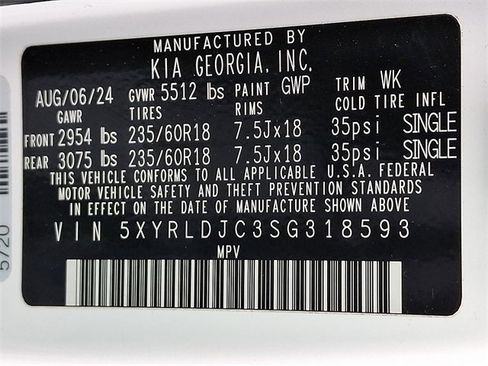 MANUFACTURED BY
KIA GEORGIA, INC.
AUG/06/24 GVWR 5512 lbs PAINT GWP TRIM WK
GAWR TIRES RIMS COLD TIRE INFL
FRONT 2954 lbs 235/60R18 7.5Jx18 35psi SINGLE
REAR 3075 lbs 235/60R18 7.5Jx18 35psi SINGLE
THIS VEHICLE CONFORMS TO ALL APPLICABLE U.S.A. FEDERAL
MOTOR VEHICLE SAFETY AND THEFT PREVENTION STANDARDS
IN EFFECT ON THE DATE OF MANUFACTURE SHOWN ABOVE
VIN 5XYRLDJC3SG318593
MPV
5720